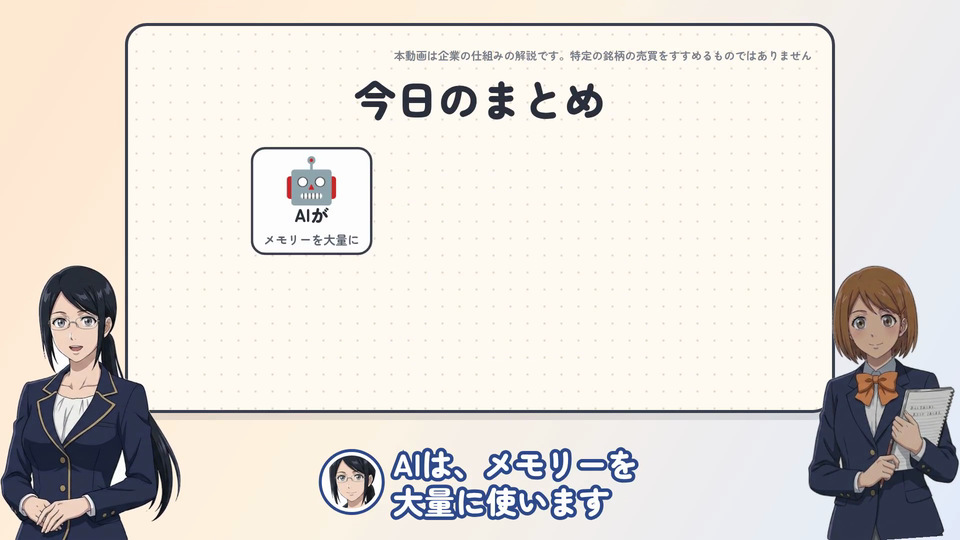 本動画は企業の仕組みの解説です。特定の銘柄の売買をすすめるものではありません
今日のまとめ
AIが
メモリーを大量に
AIは、メモリーを
大量に使います